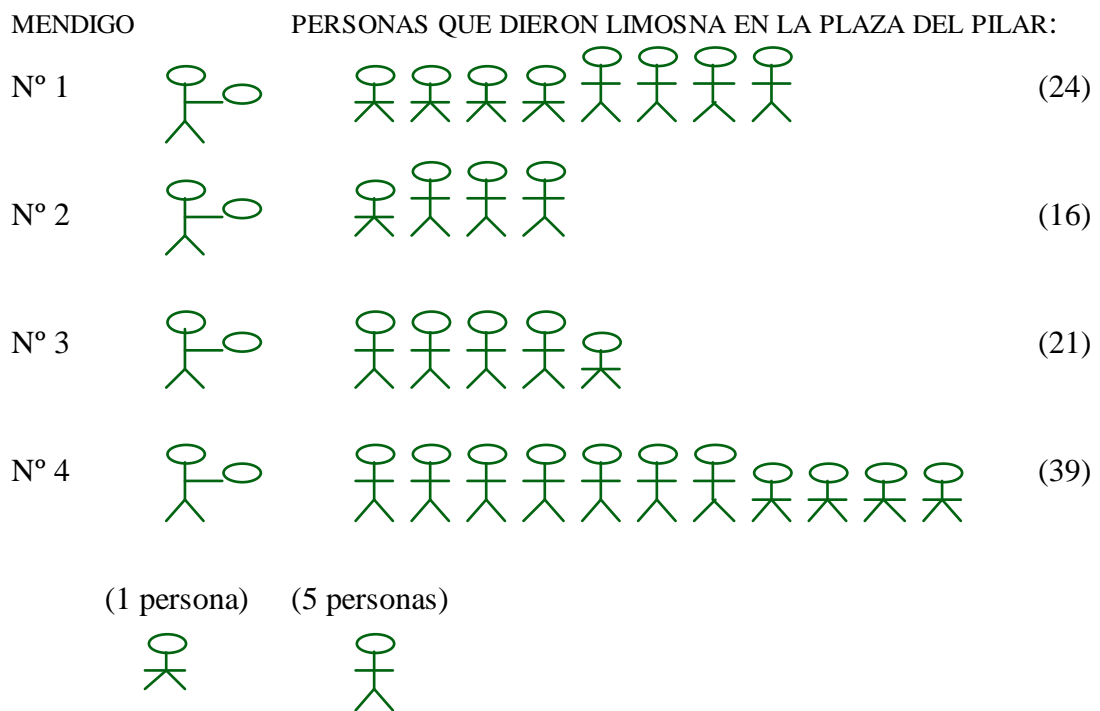 MENDIGO PERSONAS QUE DIERON LIMOSNA EN LA PLAZA DEL PILAR:
Nº 1 (24)
Nº 2 (16)
Nº 3 (21)
Nº 4 (39)
(1 persona) (5 personas)